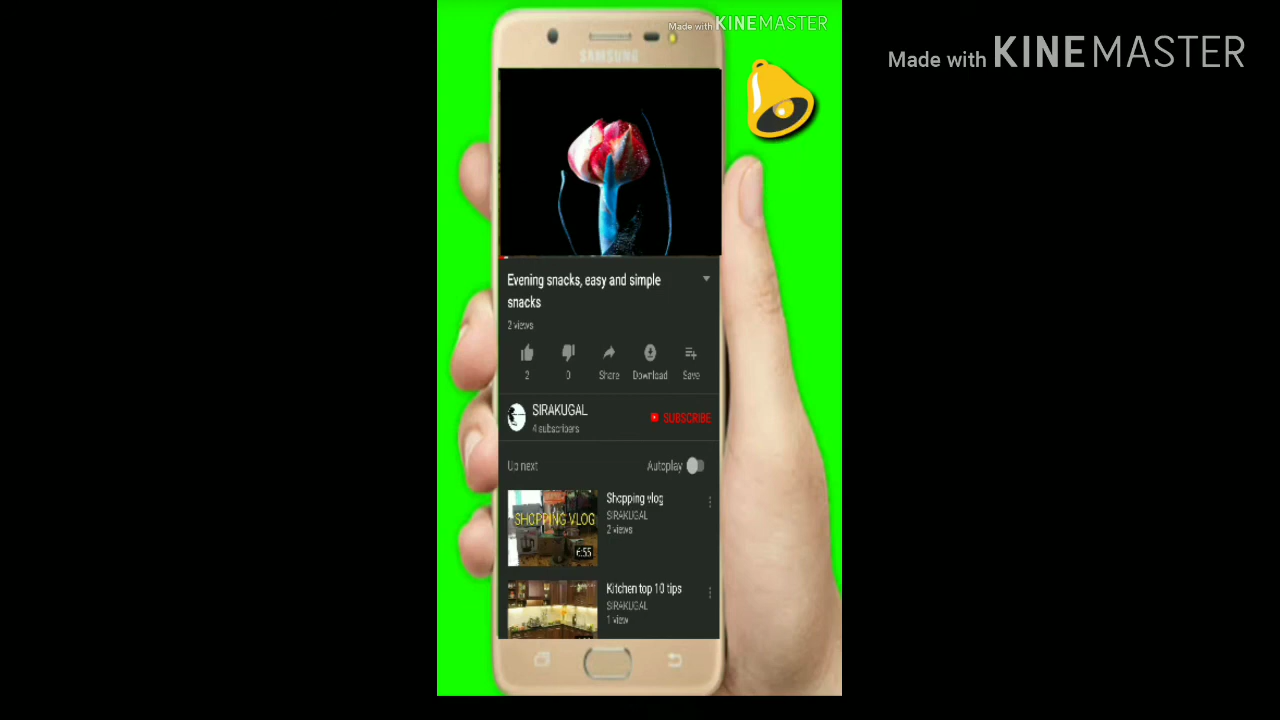 Made with KINEMASTER
Made with KINEMASTER
SAMSUNG
Evening snacks, easy and simple
snacks
2 views
2
0
Share
Download
Save
SIRAKUGAL
4 subscribers
SUBSCRIBE
Up next
Autoplay
SHOPPING VLOG
6:55
Shopping vlog
SIRAKUGAL
2 views
Kitchen top 10 tips
SIRAKUGAL
1 view